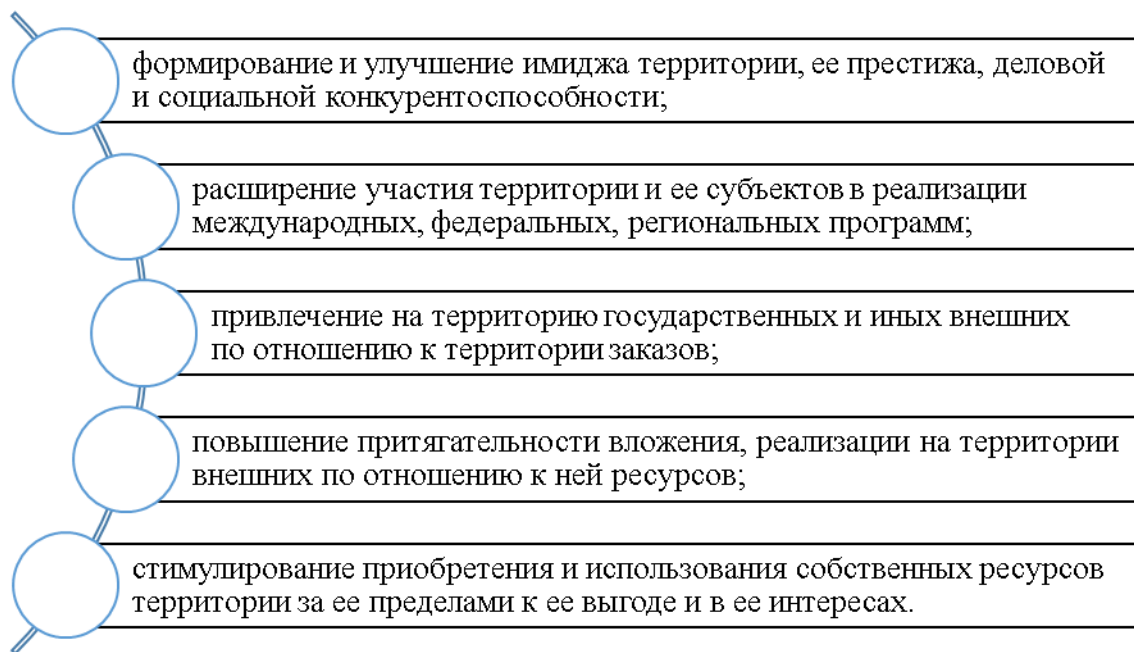 формирование и улучшение имиджа территории, ее престижа, деловой
и социальной конкурентоспособности;
расширение участия территории и ее субъектов в реализации
международных, федеральных, региональных программ;
привлечение на территорию государственных и иных внешних
по отношению к территории заказов;
повышение притягательности вложения, реализации на территории
внешних по отношению к ней ресурсов;
стимулирование приобретения и использования собственных ресурсов
территории за ее пределами к ее выгоде и в ее интересах.